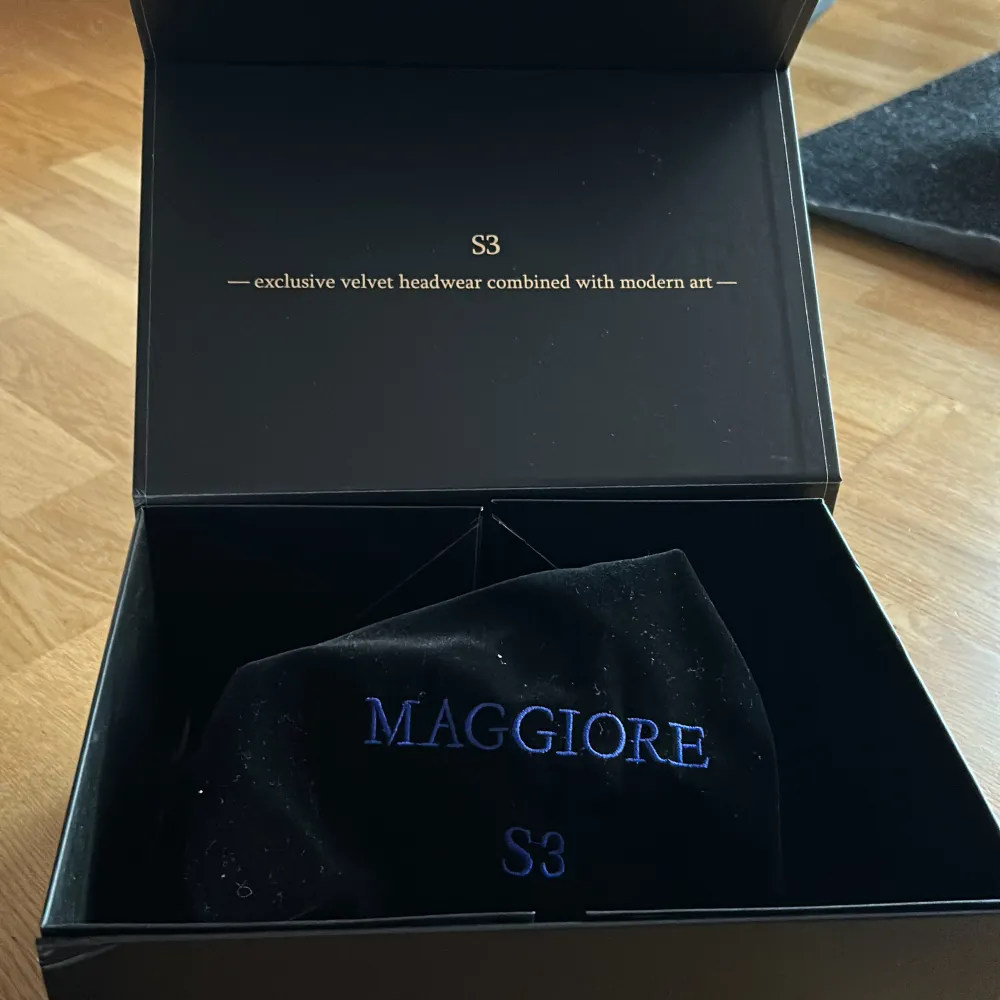 S3
— exclusive velvet headwear combined with modern art —
MAGGIORE
S3